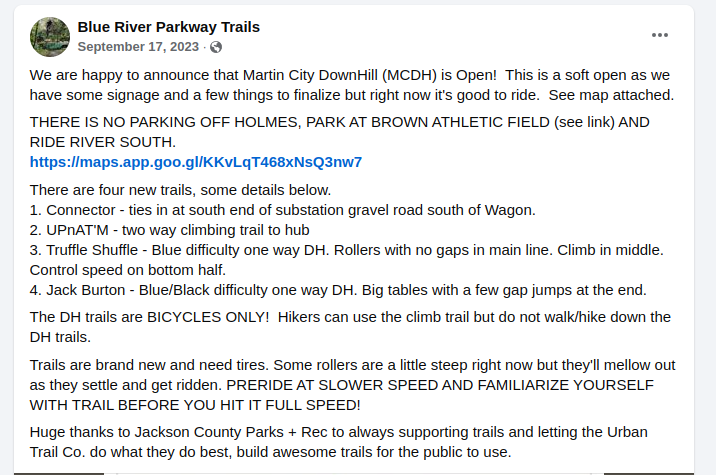 Blue River Parkway Trails
September 17, 2023 ·
We are happy to announce that Martin City DownHill (MCDH) is Open!  This is a soft open as we
have some signage and a few things to finalize but right now it's good to ride.  See map attached.
THERE IS NO PARKING OFF HOLMES, PARK AT BROWN ATHLETIC FIELD (see link) AND
RIDE RIVER SOUTH.
https://maps.app.goo.gl/KKvLqT468xNsQ3nw7
There are four new trails, some details below.
1. Connector - ties in at south end of substation gravel road south of Wagon.
2. UPnAT'M - two way climbing trail to hub
3. Truffle Shuffle - Blue difficulty one way DH. Rollers with no gaps in main line. Climb in middle.
Control speed on bottom half.
4. Jack Burton - Blue/Black difficulty one way DH. Big tables with a few gap jumps at the end.
The DH trails are BICYCLES ONLY!  Hikers can use the climb trail but do not walk/hike down the
DH trails.
Trails are brand new and need tires. Some rollers are a little steep right now but they'll mellow out
as they settle and get ridden. PRERIDE AT SLOWER SPEED AND FAMILIARIZE YOURSELF
WITH TRAIL BEFORE YOU HIT IT FULL SPEED!
Huge thanks to Jackson County Parks + Rec to always supporting trails and letting the Urban
Trail Co. do what they do best, build awesome trails for the public to use.